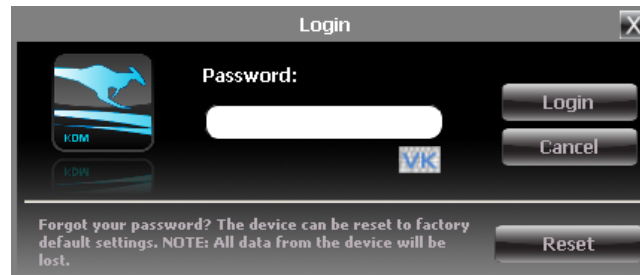 Login
X
Password:
KDM
Login
VK
Cancel
Forgot your password? The device can be reset to factory
default settings. NOTE: All data from the device will be
lost.
Reset